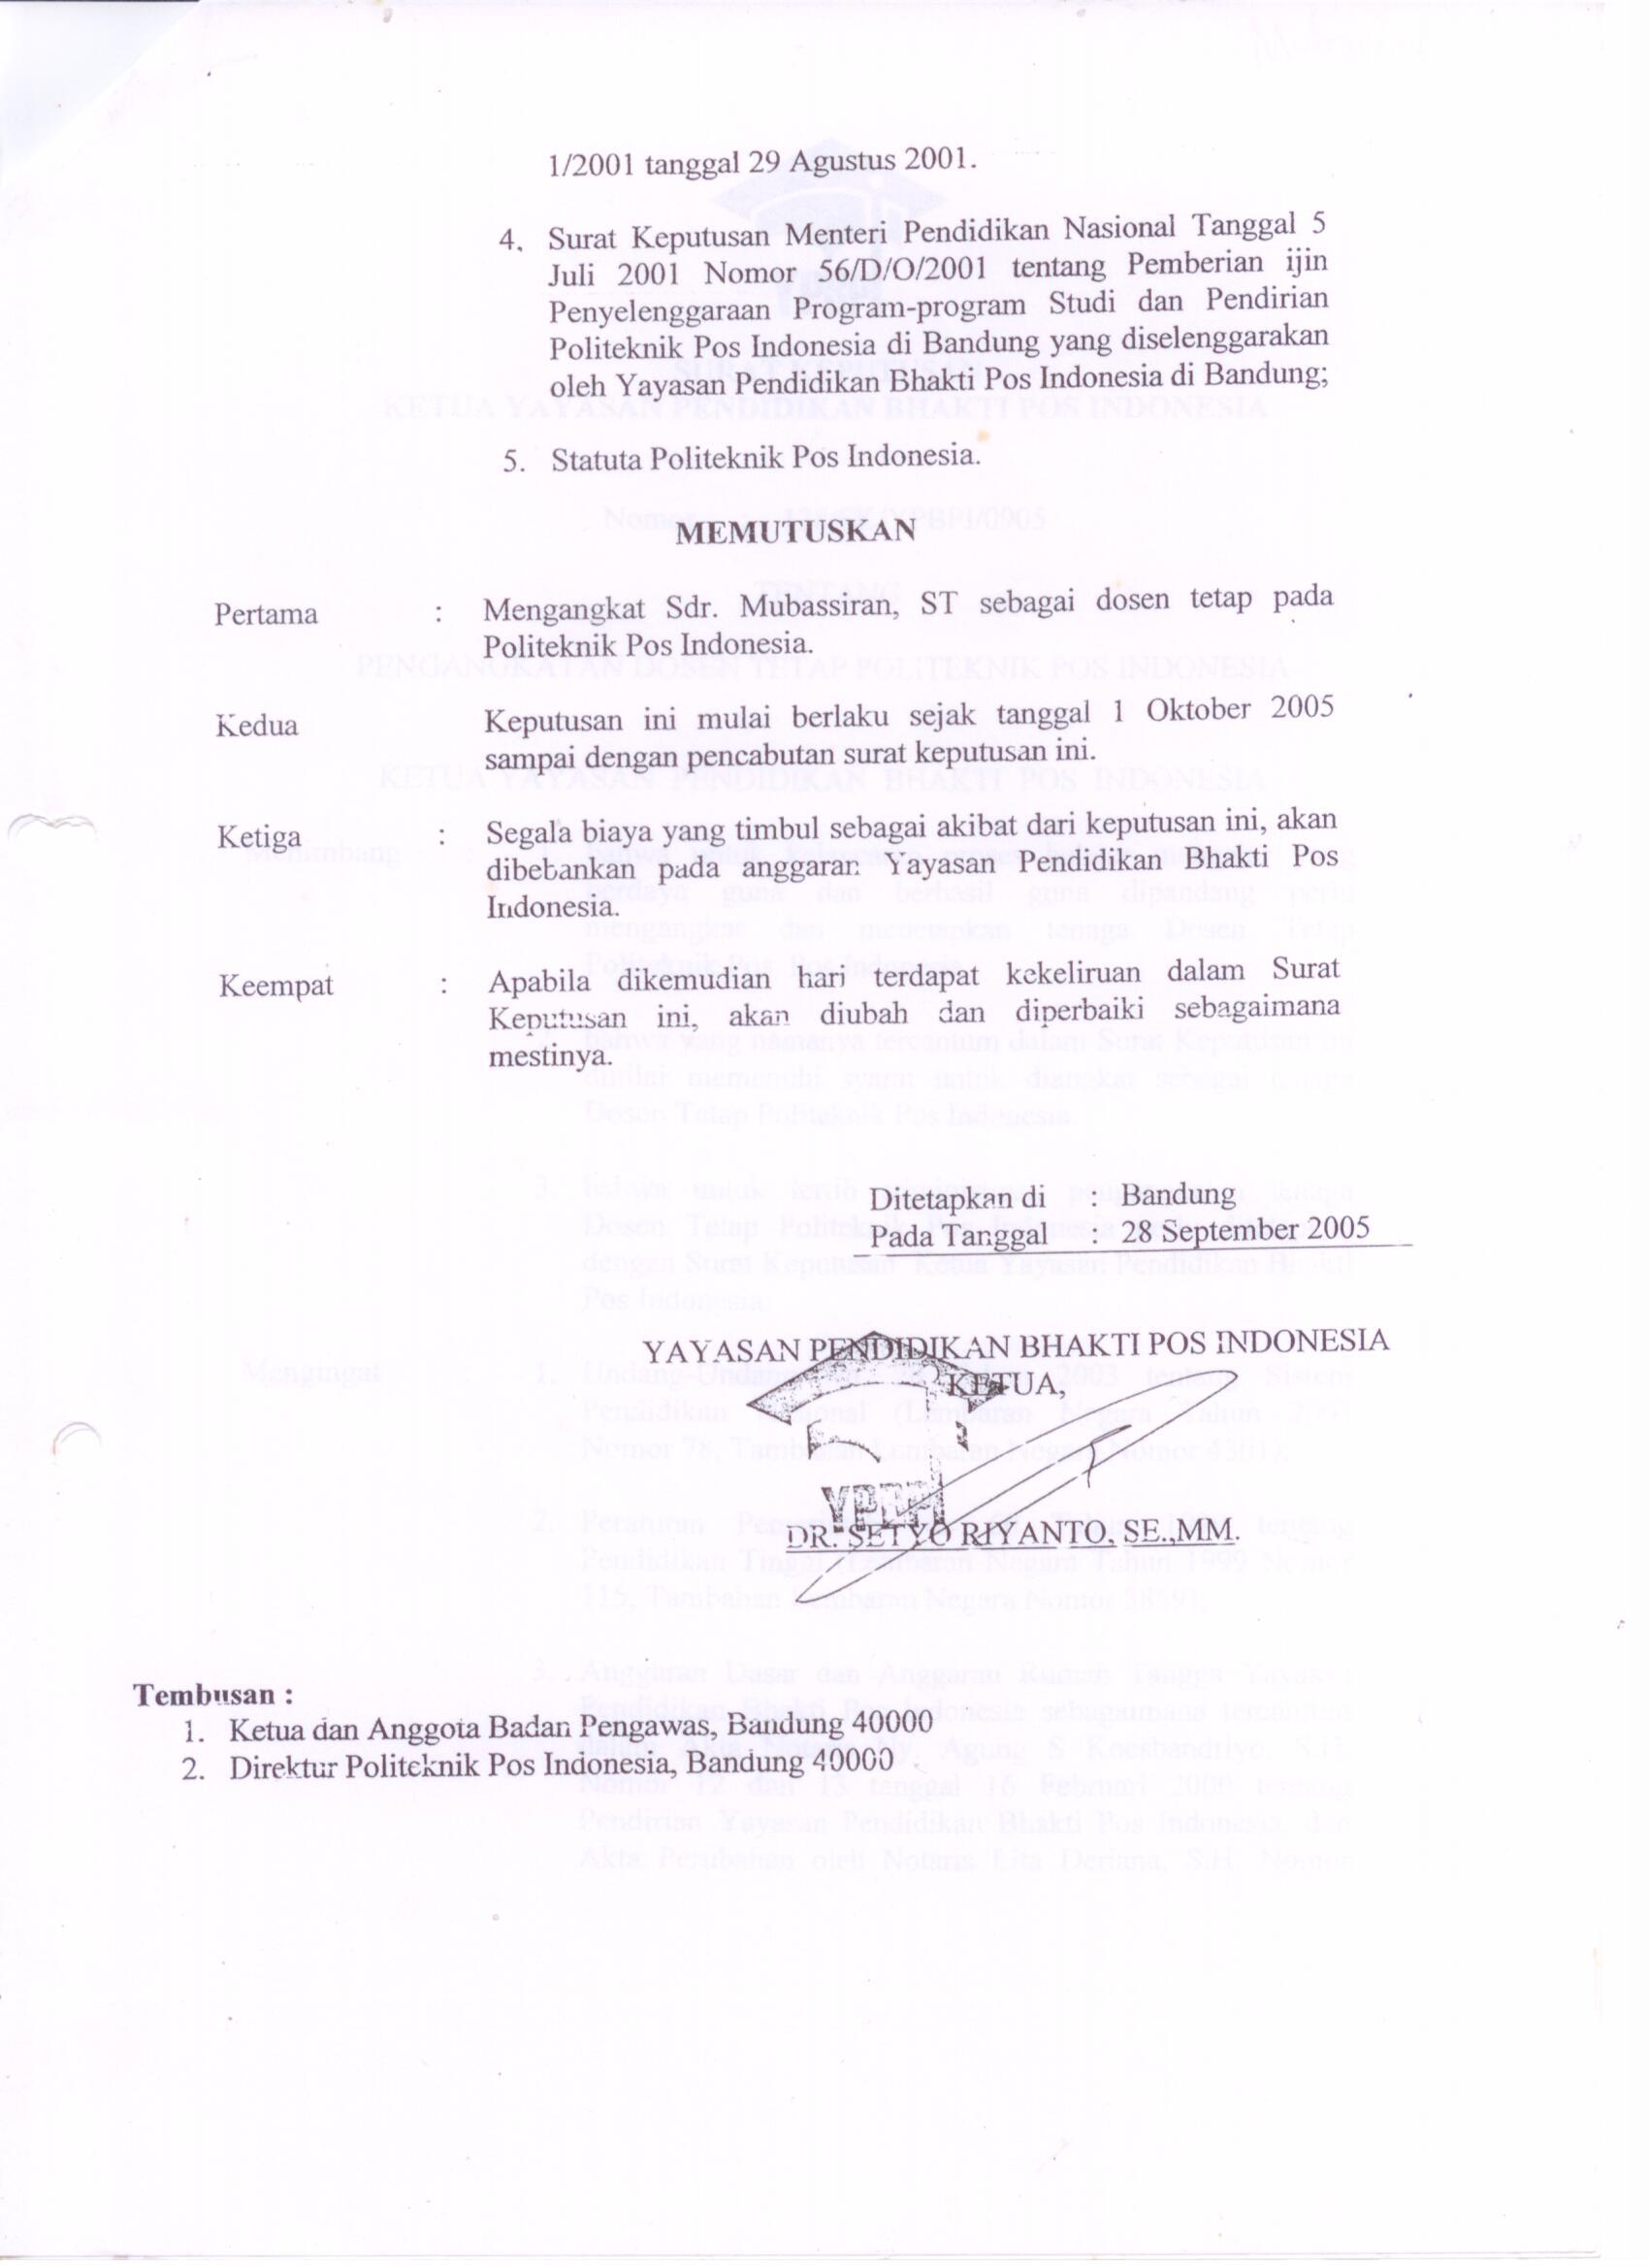 1/2001 tanggal 29 Agustus 2001.
4. Surat Keputusan Menteri Pendidikan Nasional Tanggal 5
Juli 2001 Nomor 56/D/O/2001 tentang Pemberian ijin
Penyelenggaraan Program-program Studi dan Pendirian
Politeknik Pos Indonesia di Bandung yang diselenggarakan
oleh Yayasan Pendidikan Bhakti Pos Indonesia di Bandung;
5. Statuta Politeknik Pos Indonesia.
MEMUTUSKAN
Pertama : Mengangkat Sdr. Mubassiran, ST sebagai dosen tetap pada
Politeknik Pos Indonesia.
Kedua Keputusan ini mulai berlaku sejak tanggal 1 Oktober 2005
sampai dengan pencabutan surat keputusan ini.
Ketiga : Segala biaya yang timbul sebagai akibat dari keputusan ini, akan
dibebankan pada anggaran Yayasan Pendidikan Bhakti Pos
Indonesia.
Keempat : Apabila dikemudian hari terdapat kekeliruan dalam Surat
Keputusan ini, akan diubah dan diperbaiki sebagaimana
mestinya.
Ditetapkan di : Bandung
Pada Tanggal : 28 September 2005
YAYASAN PENDIDIKAN BHAKTI POS INDONESIA
KETUA,
YPBPI
DR. SETYO RIYANTO, SE.,MM.
Tembusan :
1. Ketua dan Anggota Badan Pengawas, Bandung 40000
2. Direktur Politeknik Pos Indonesia, Bandung 40000